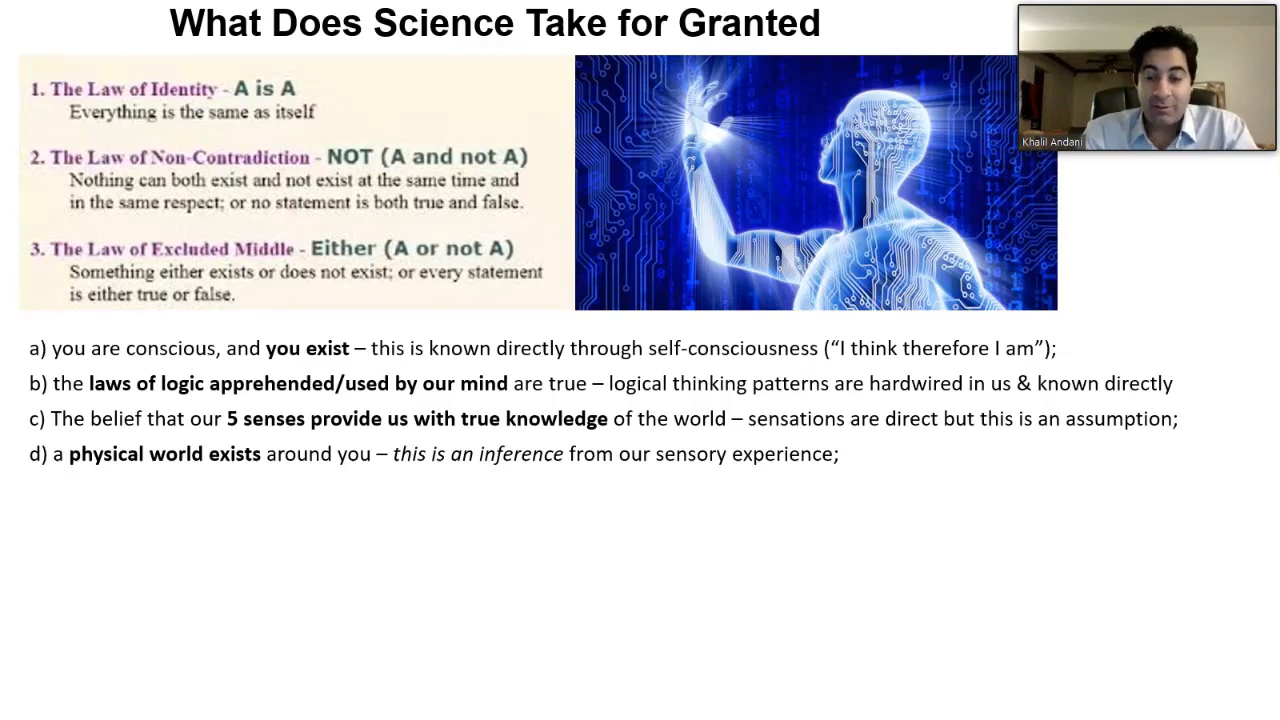 What Does Science Take for Granted
1. The Law of Identity - A is A
Everything is the same as itself
2. The Law of Non-Contradiction - NOT (A and not A)
Nothing can both exist and not exist at the same time and
in the same respect; or no statement is both true and false.
3. The Law of Excluded Middle - Either (A or not A)
Something either exists or does not exist; or every statement
is either true or false.
Khalil Andani
a) you are conscious, and you exist – this is known directly through self-consciousness (“I think therefore I am”);
b) the laws of logic apprehended/used by our mind are true – logical thinking patterns are hardwired in us & known directly
c) The belief that our 5 senses provide us with true knowledge of the world – sensations are direct but this is an assumption;
d) a physical world exists around you – this is an inference from our sensory experience;